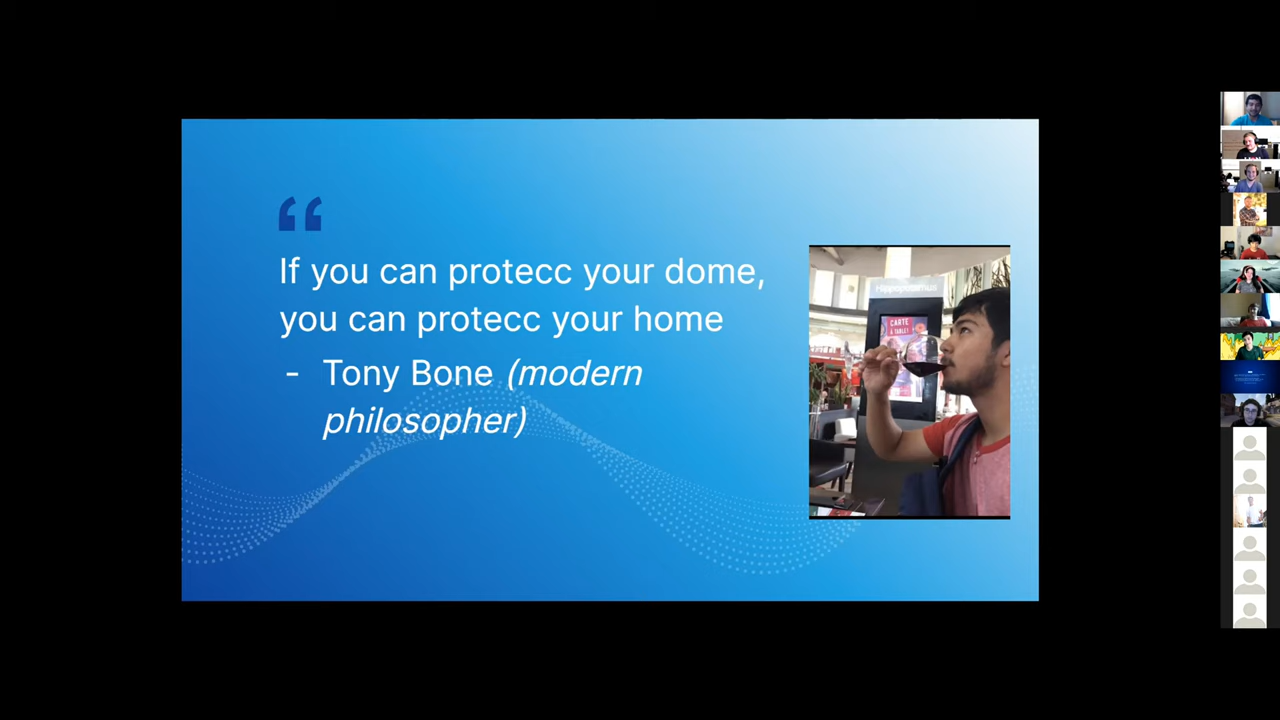 “
If you can protecc your dome,
you can protecc your home
- Tony Bone (modern
philosopher)
Hippopotamus
CARTE
À TABLE!